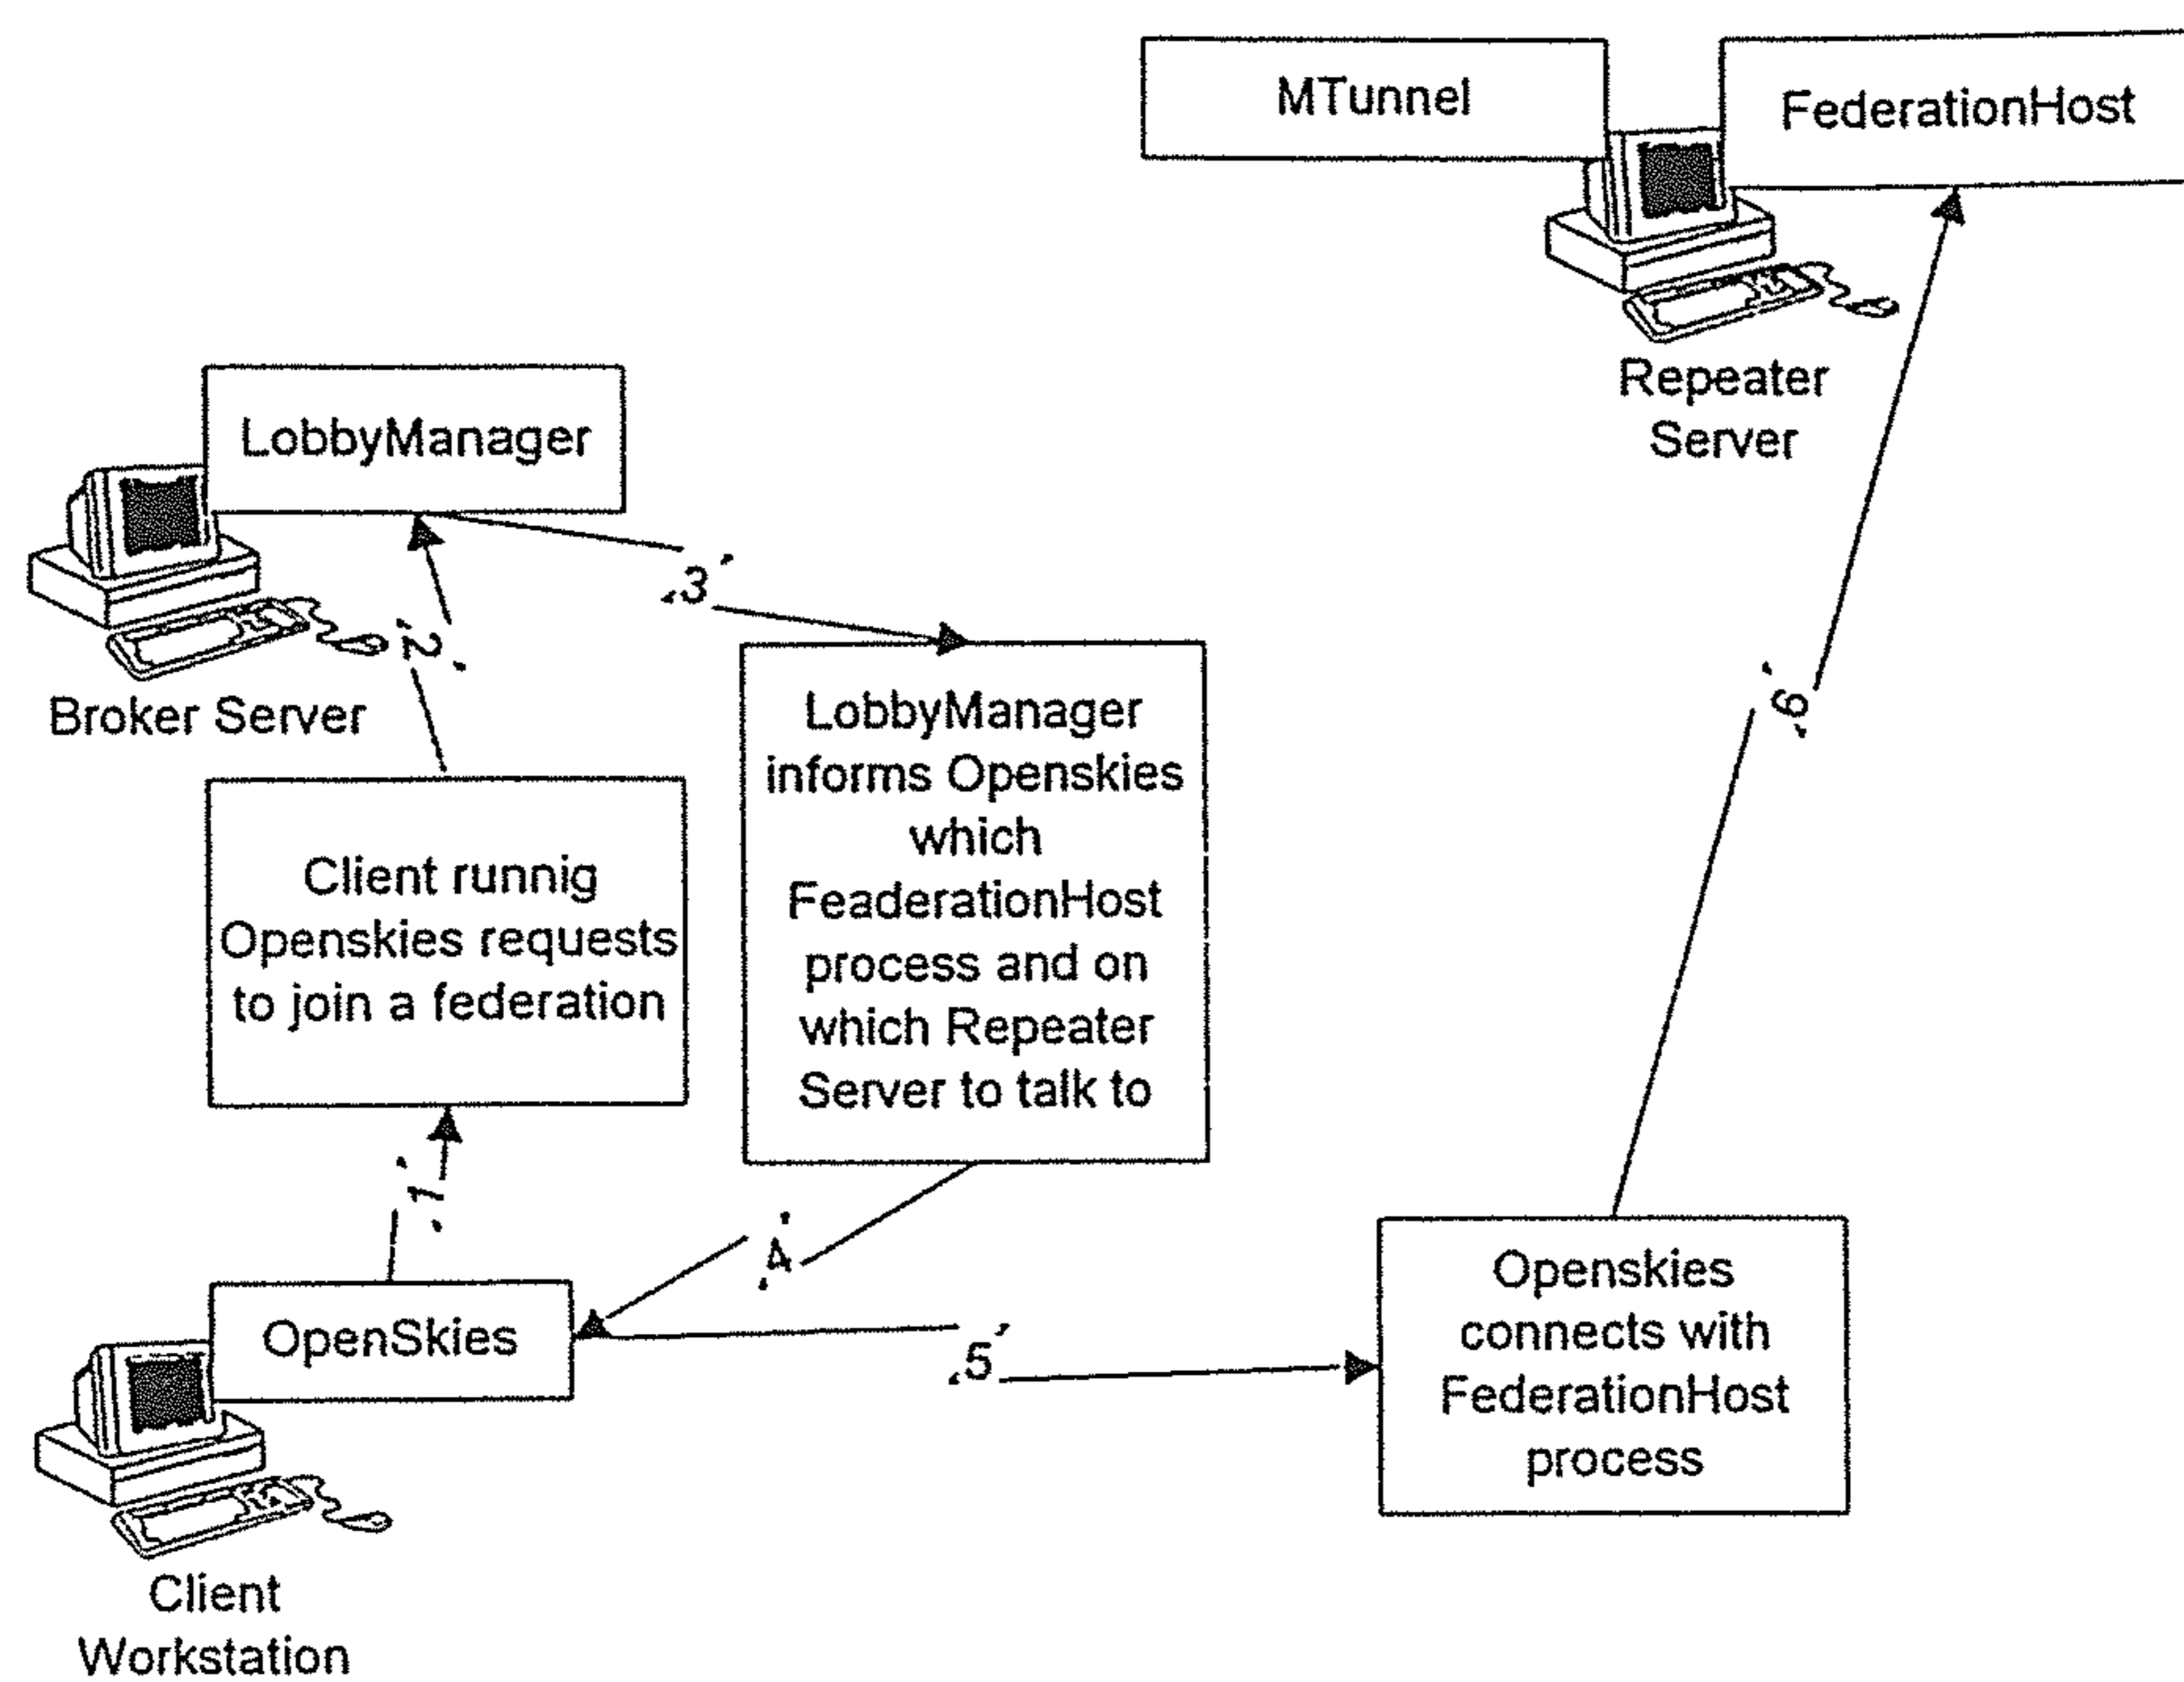 MTunnel
FederationHost
Repeater
Server
LobbyManager
Broker Server
.3'
.2'
LobbyManager
informs Openskies
which
FeaderationHost
process and on
which Repeater
Server to talk to
.6'
Client runnig
Openskies requests
to join a federation
.1'
.4'
OpenSkies
.5'
Openskies
connects with
FederationHost
process
Client
Workstation